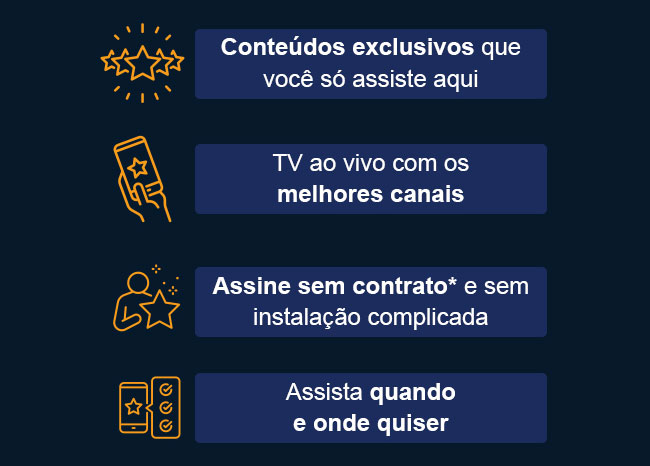 Conteúdos exclusivos que
você só assiste aqui
TV ao vivo com os
melhores canais
Assine sem contrato* e sem
instalação complicada
Assista quando
e onde quiser